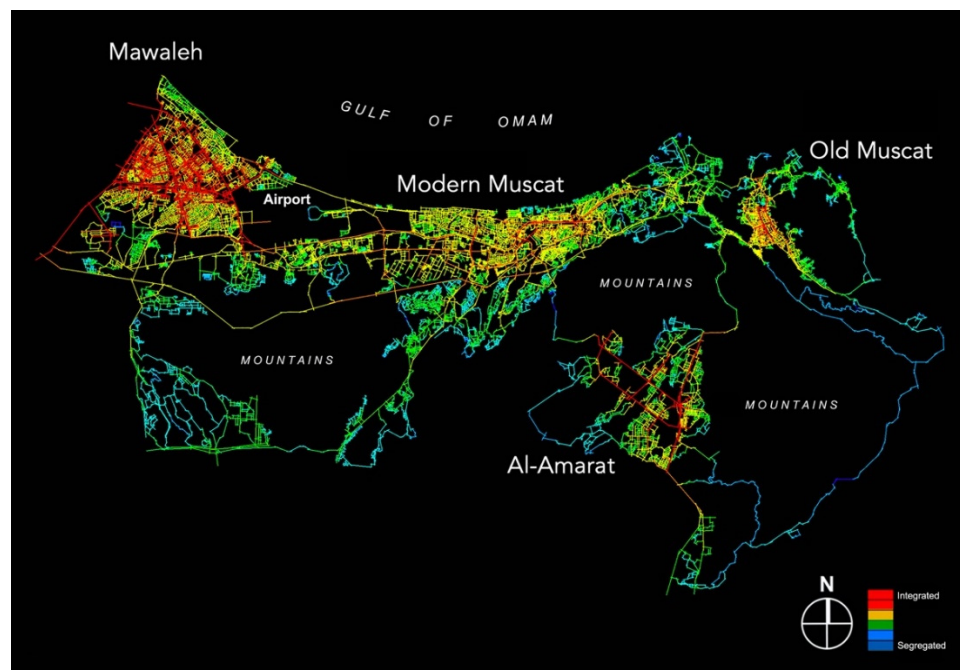 Mawaleh
GULF OF OMAM
Old Muscat
Modern Muscat
Airport
MOUNTAINS
MOUNTAINS
MOUNTAINS
Al-Amarat
N
Integrated
Segregated